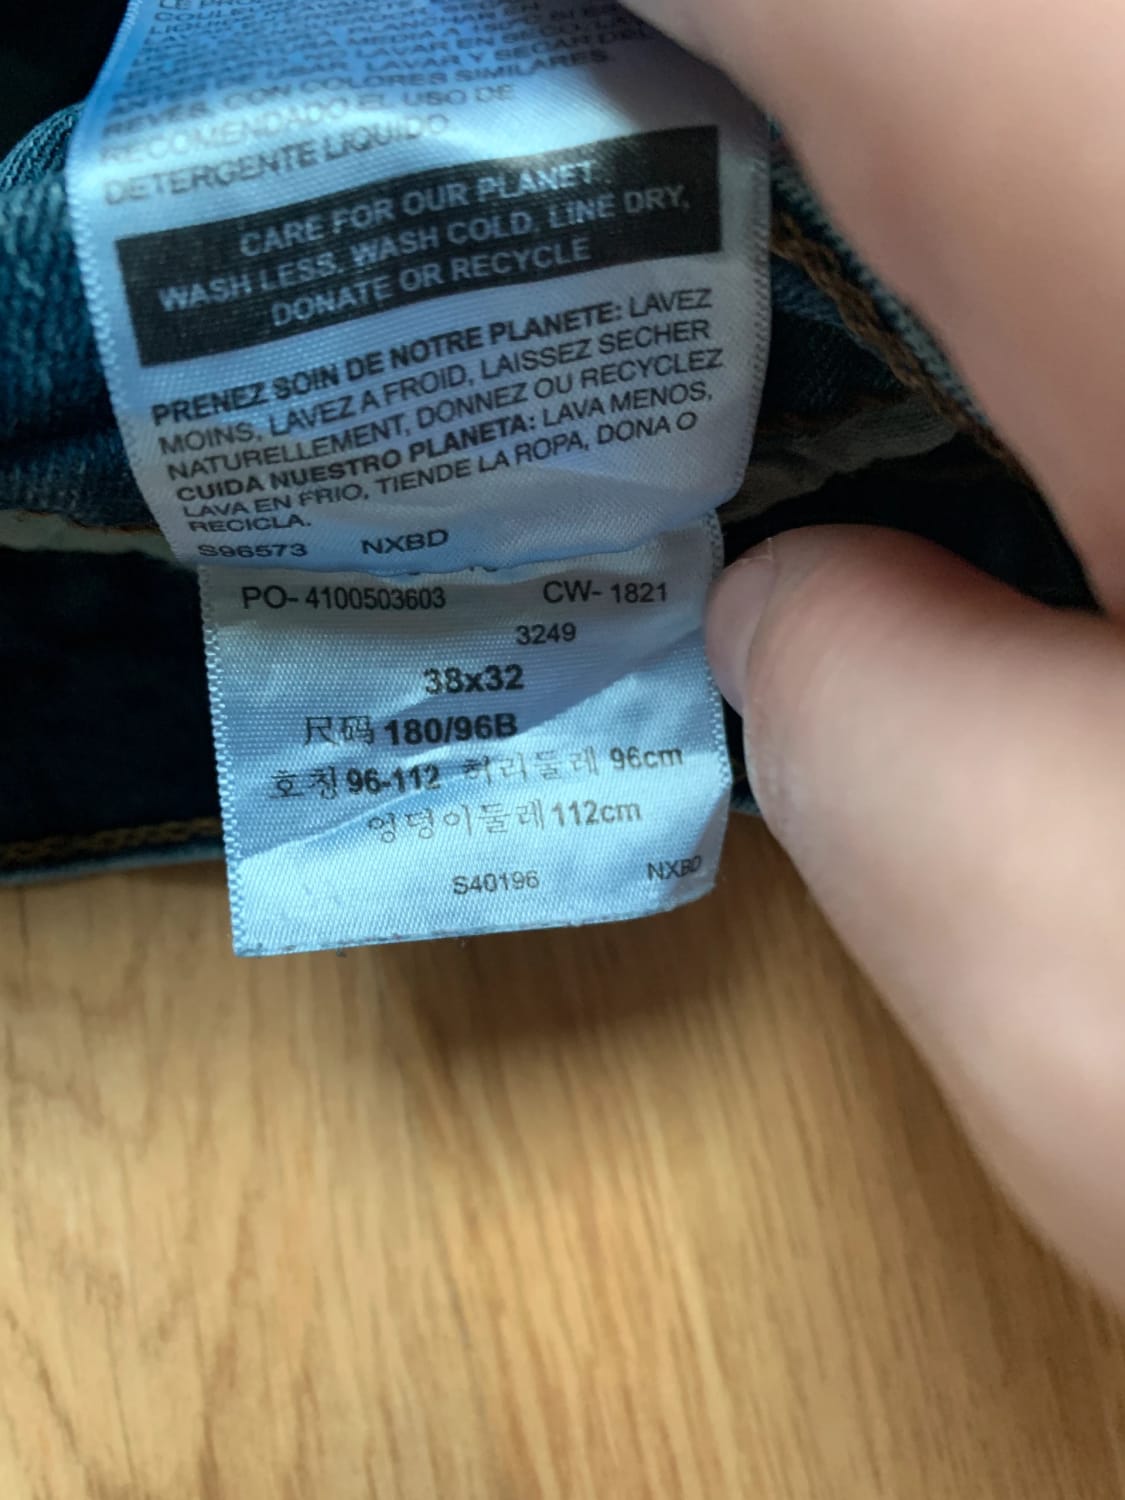 LAVAR Y SECAR DEL
REVES, CON COLORES SIMILARES.
RECOMENDADO EL USO DE
DETERGENTE LIQUIDO
CARE FOR OUR PLANET
WASH LESS, WASH COLD, LINE DRY,
DONATE OR RECYCLE
PRENEZ SOIN DE NOTRE PLANETE: LAVEZ
MOINS, LAVEZ A FROID, LAISSEZ SECHER
NATURELLEMENT, DONNEZ OU RECYCLEZ
CUIDA NUESTRO PLANETA: LAVA MENOS,
LAVA EN FRIO, TIENDE LA ROPA, DONA O
RECICLA.
S96573 NXBD
PO- 4100503603 CW- 1821
3249
38x32
尺码 180/96B
호칭 96-112 허리둘레 96cm
엉덩이둘레 112cm
S40196 NXBD